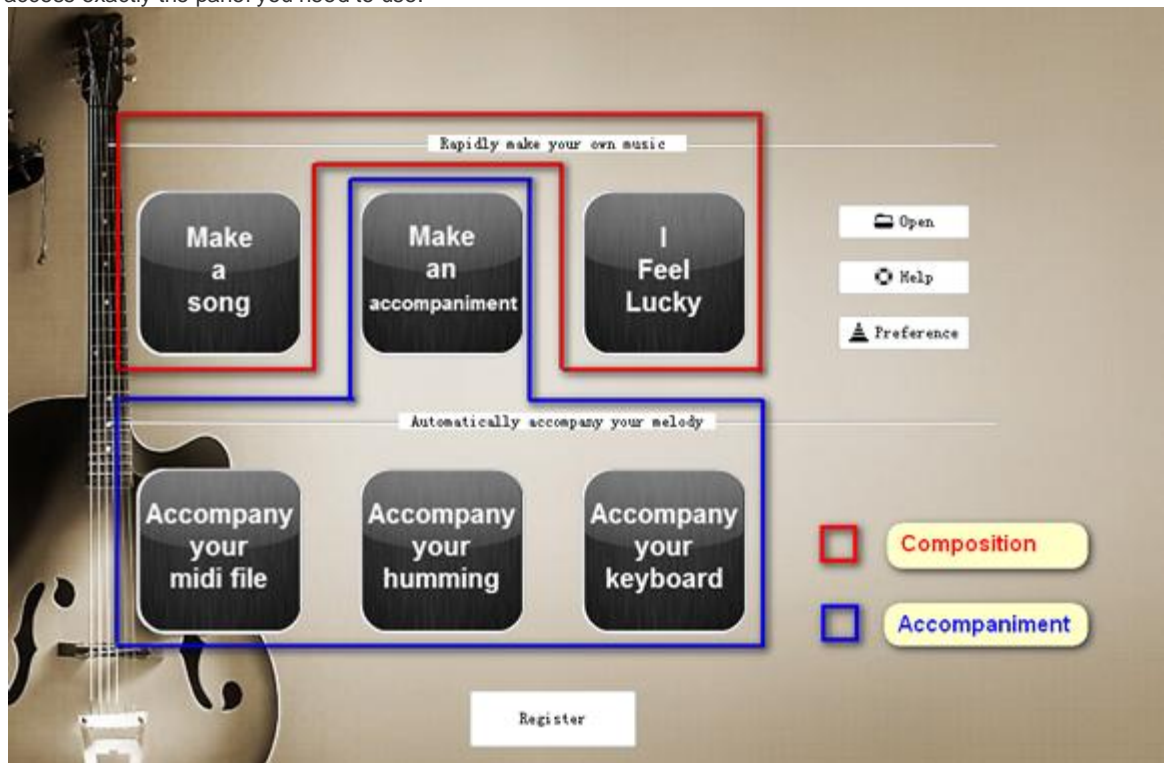 access exactly the panel you need to use.
Rapidly make your own music
Make
a
song
Make
an
accompaniment
I
Feel
Lucky
Open
Help
Preference
Automatically accompany your melody
Accompany
your
midi file
Accompany
your
humming
Accompany
your
keyboard
Composition
Accompaniment
Register